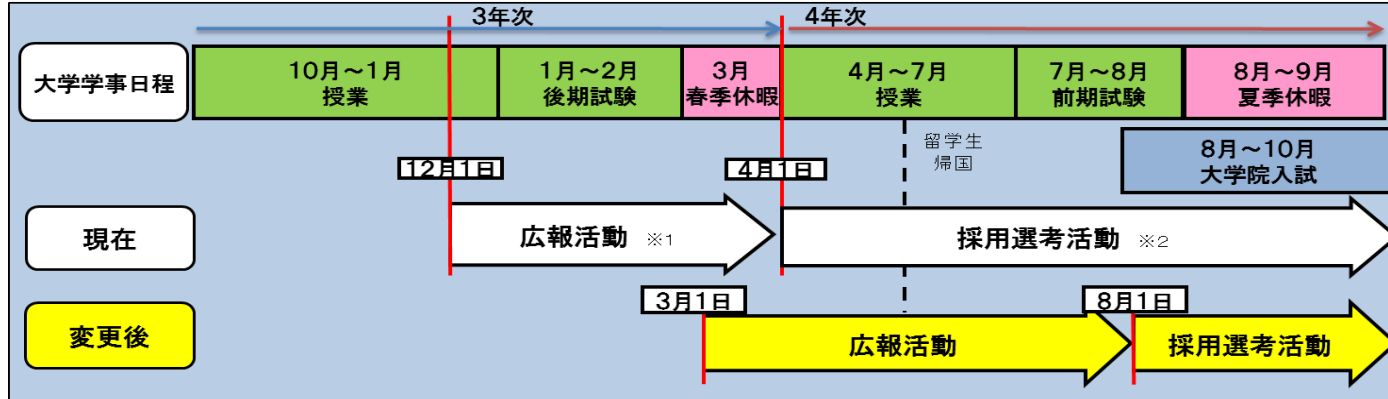 3年次
4年次
大学学事日程
10月～1月
授業
1月～2月
後期試験
3月
春季休暇
4月～7月
授業
7月～8月
前期試験
8月～9月
夏季休暇
留学生
帰国
8月～10月
大学院入試
12月1日
4月1日
現在
広報活動 ※1
採用選考活動 ※2
3月1日
8月1日
変更後
広報活動
採用選考活動